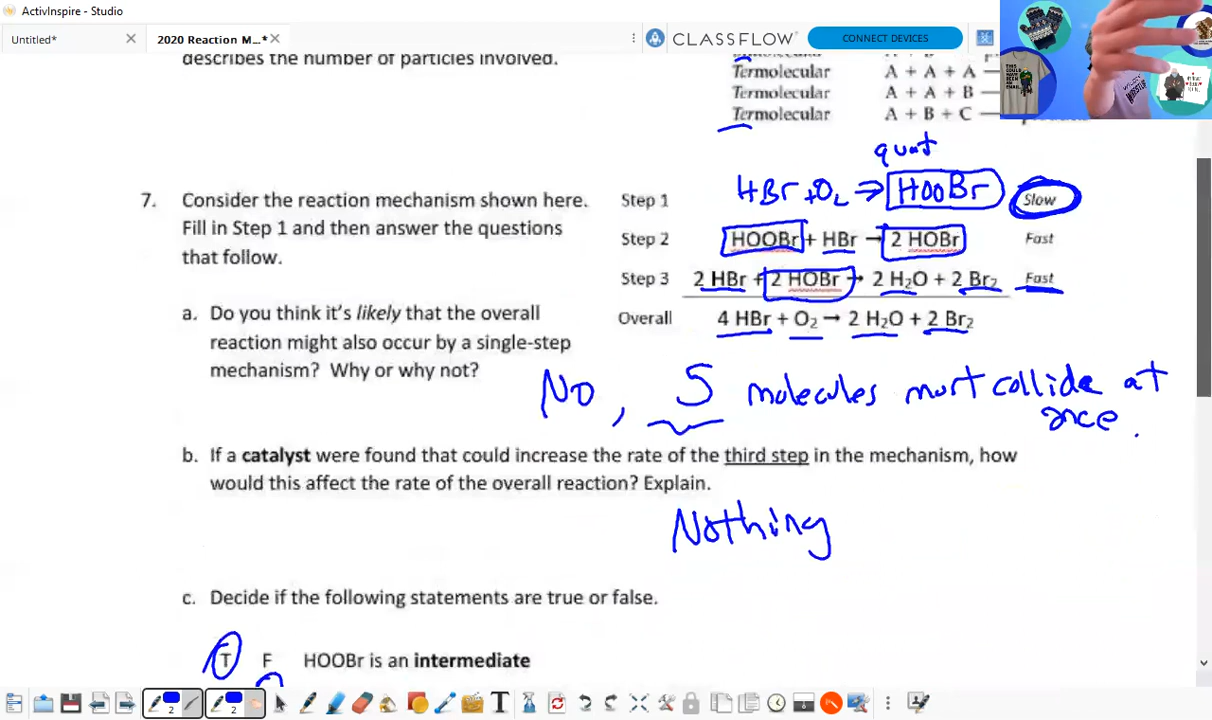 ActivInspire - Studio
Untitled*
2020 Reaction M...*
CLASSFLOW
CONNECT DEVICES
describes the number of particles involved.
Termolecular A + A + A
Termolecular A + A + B
Termolecular A + B + C
quat
7. Consider the reaction mechanism shown here.
Fill in Step 1 and then answer the questions
that follow.
Step 1 HBr + O₂ ⇒ HOOBr Slow
Step 2 HOOBr + HBr → 2 HOBr Fast
Step 3 2 HBr + 2 HOBr → 2 H₂O + 2 Br₂ Fast
Overall 4 HBr + O₂ → 2 H₂O + 2 Br₂
a. Do you think it's likely that the overall
reaction might also occur by a single-step
mechanism? Why or why not?
No, 5 molecules must collide at
once.
b. If a catalyst were found that could increase the rate of the third step in the mechanism, how
would this affect the rate of the overall reaction? Explain.
Nothing
c. Decide if the following statements are true or false.
T F HOOBr is an intermediate
2 2